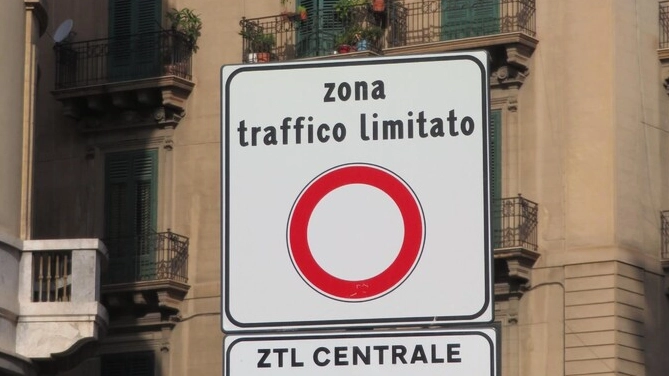 zona
traffico limitato
ZTL CENTRALE